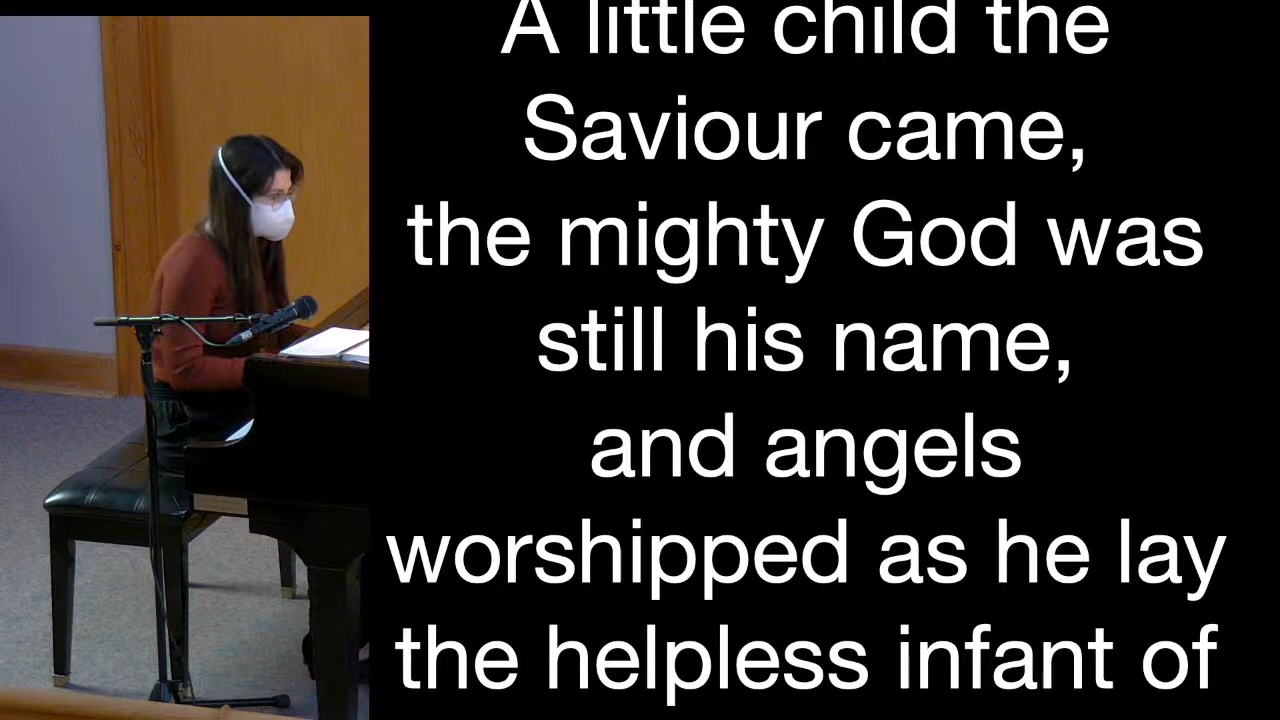 A little child the
Saviour came,
the mighty God was
still his name,
and angels
worshipped as he lay
the helpless infant of